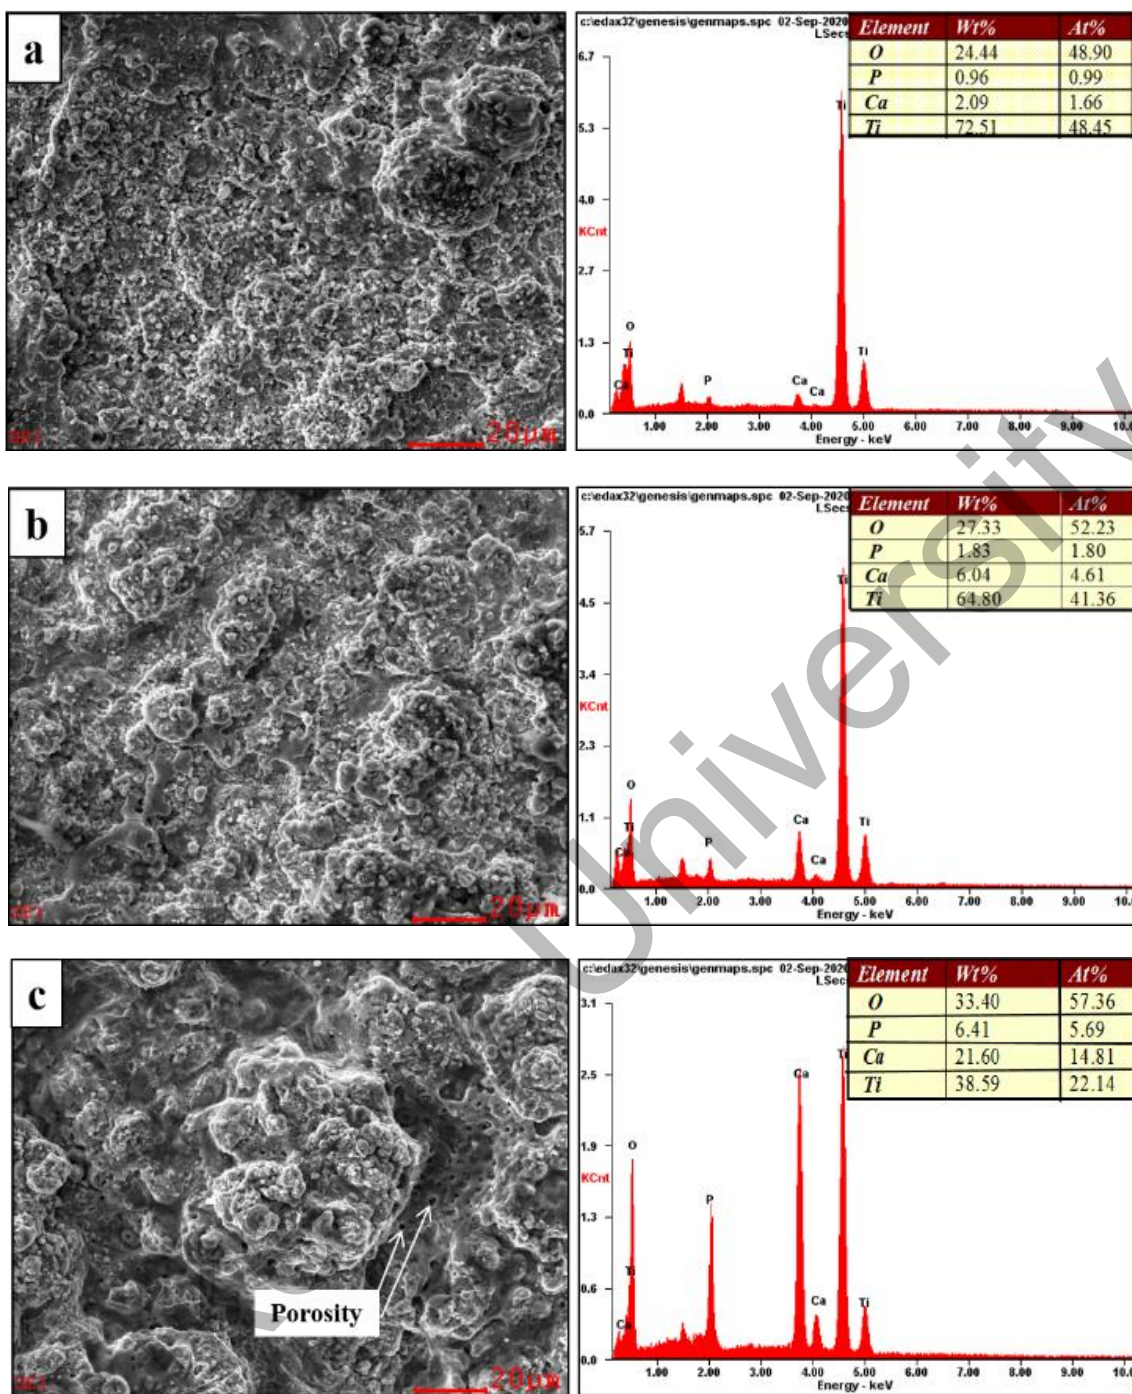 a
20µm
c:\edax32\genesis\genmaps.spc 02-Sep-2020
LSecs
Element Wt% At%
O 24.44 48.90
P 0.96 0.99
Ca 2.09 1.66
Ti 72.51 48.45
6.7
5.3
4.0
KCnt
2.7
1.3
0.0
Ti
O
Ti
Ca
P
Ca
Ca
Ti
1.00 2.00 3.00 4.00 5.00 6.00 7.00 8.00 9.00 10.0
Energy - keV
b
SE1
20µm
c:\edax32\genesis\genmaps.spc 02-Sep-2020
LSecs
Element Wt% At%
O 27.33 52.23
P 1.83 1.80
Ca 6.04 4.61
Ti 64.80 41.36
5.7
4.5
3.4
KCnt
2.3
1.1
0.0
Ti
O
Ti
Ca
P
Ca
Ca
Ti
1.00 2.00 3.00 4.00 5.00 6.00 7.00 8.00 9.00 10.0
Energy - keV
c
Porosity
20µm
c:\edax32\genesis\genmaps.spc 02-Sep-2020
LSecs
Element Wt% At%
O 33.40 57.36
P 6.41 5.69
Ca 21.60 14.81
Ti 38.59 22.14
3.1
2.5
1.9
KCnt
1.3
0.6
0.0
Ti
Ca
O
P
Ti
Ca
Ca
Ti
1.00 2.00 3.00 4.00 5.00 6.00 7.00 8.00 9.00 10.0
Energy - keV
University